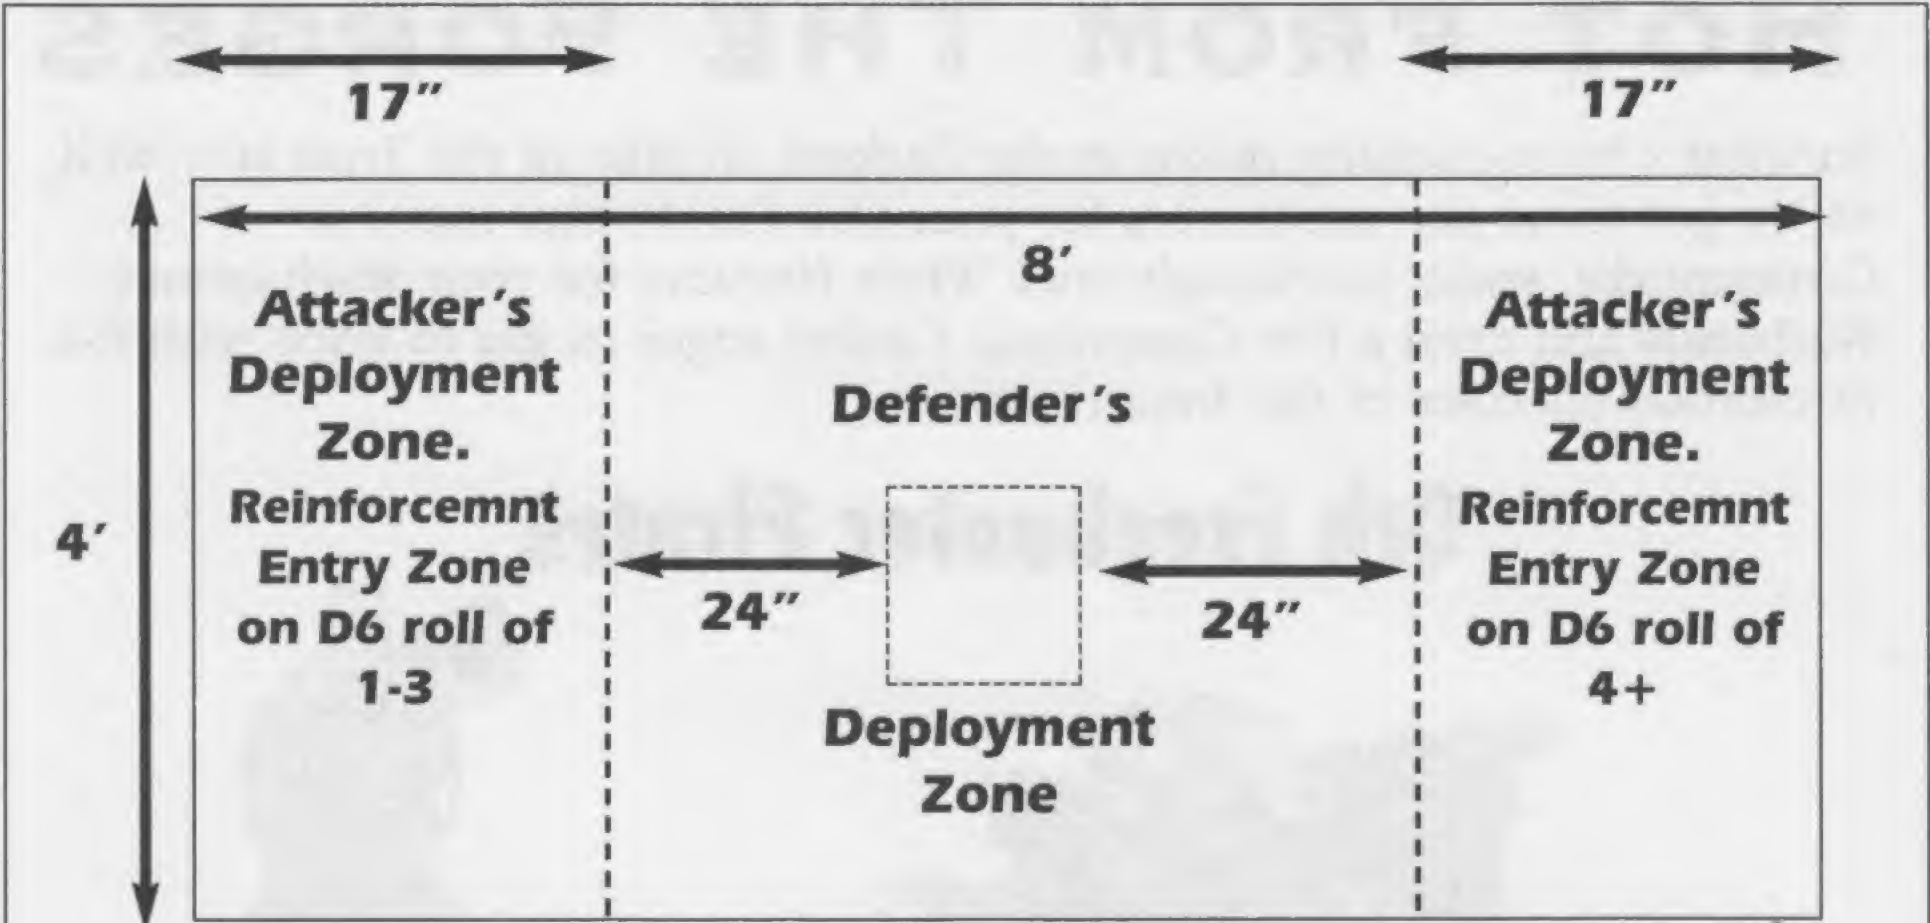 17″
17″
8′
4′
Attacker′s
Deployment
Zone.
Reinforcemnt
Entry Zone
on D6 roll of
1-3
Defender′s
24″
24″
Deployment
Zone
Attacker′s
Deployment
Zone.
Reinforcemnt
Entry Zone
on D6 roll of
4+